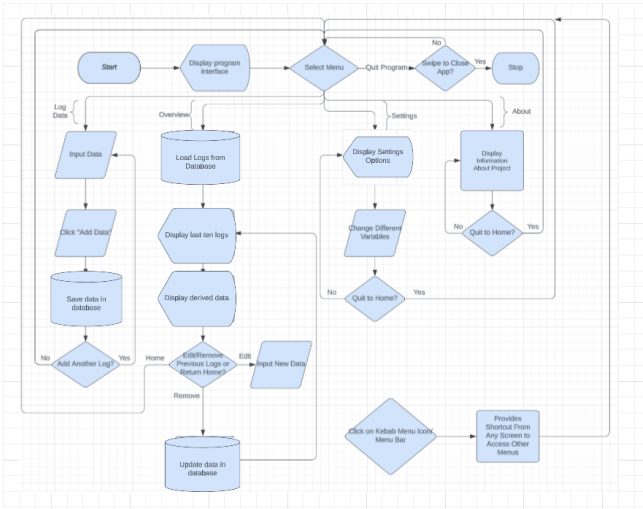 No
Start
Display program
interface
Select Menu
Quit Program
Swipe to Close
App?
Yes
Stop
Log
Data
Overview
Settings
About
Input Data
Load Logs from
Database
Display Settings
Options
Display
Information
About Project
Click "Add Data"
Display last ten logs
Change Different
Variables
No
Quit to Home?
Yes
Save data in
database
Display derived data
No
Quit to Home?
Yes
No
Add Another Log?
Yes
Home
Edit/Remove
Previous Logs or
Return Home?
Edit
Input New Data
Remove
Update data in
database
Click on Kebab Menu Icon/
Menu Bar
Provides
Shortcut From
Any Screen to
Access Other
Menus